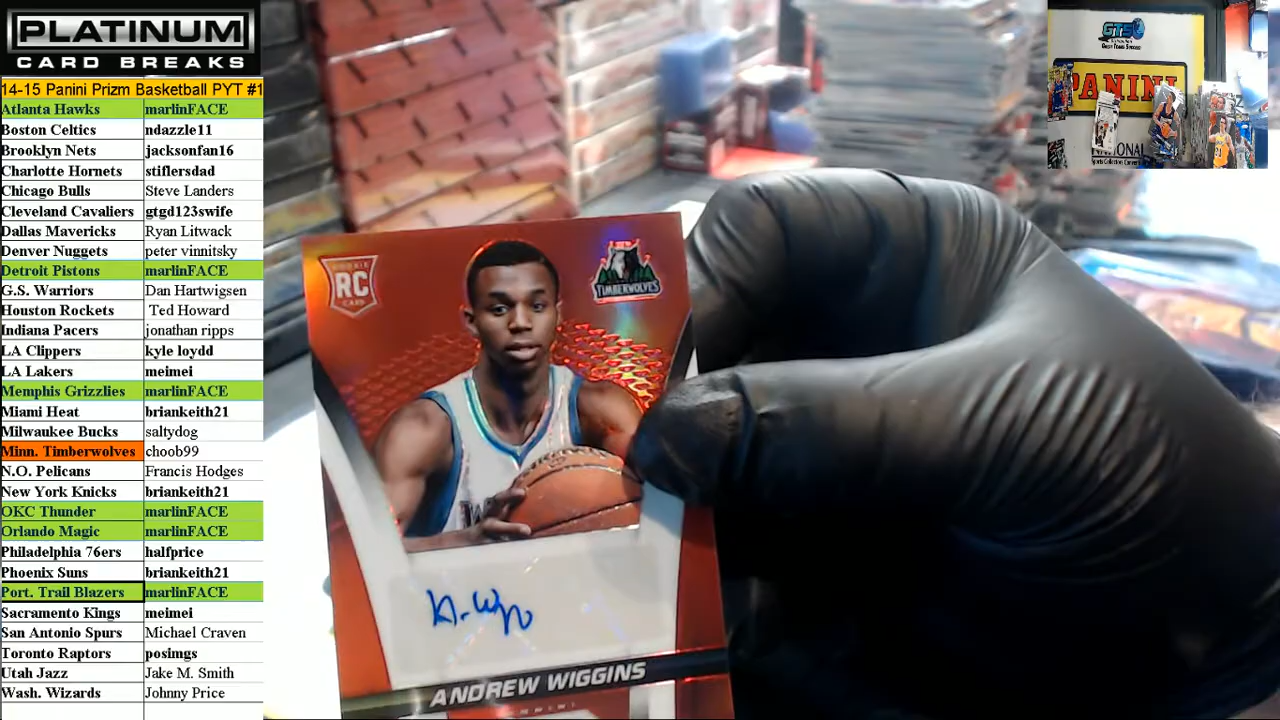 PLATINUM
CARD BREAKS
14-15 Panini Prizm Basketball PYT #1
Atlanta Hawks marlinFACE
Boston Celtics ndazzle11
Brooklyn Nets jacksonfan16
Charlotte Hornets stiflersdad
Chicago Bulls Steve Landers
Cleveland Cavaliers gtgd123swife
Dallas Mavericks Ryan Litwack
Denver Nuggets peter vinnitsky
Detroit Pistons marlinFACE
G.S. Warriors Dan Hartwigsen
Houston Rockets Ted Howard
Indiana Pacers jonathan ripps
LA Clippers kyle loydd
LA Lakers meimei
Memphis Grizzlies marlinFACE
Miami Heat briankeith21
Milwaukee Bucks saltydog
Minn. Timberwolves choob99
N.O. Pelicans Francis Hodges
New York Knicks briankeith21
OKC Thunder marlinFACE
Orlando Magic marlinFACE
Philadelphia 76ers halfprice
Phoenix Suns briankeith21
Port. Trail Blazers marlinFACE
Sacramento Kings meimei
San Antonio Spurs Michael Craven
Toronto Raptors posimgs
Utah Jazz Jake M. Smith
Wash. Wizards Johnny Price
GTS
PANINI
ROOKIE
RC
CARD
TIMBERWOLVES
ANDREW WIGGINS
PANINI